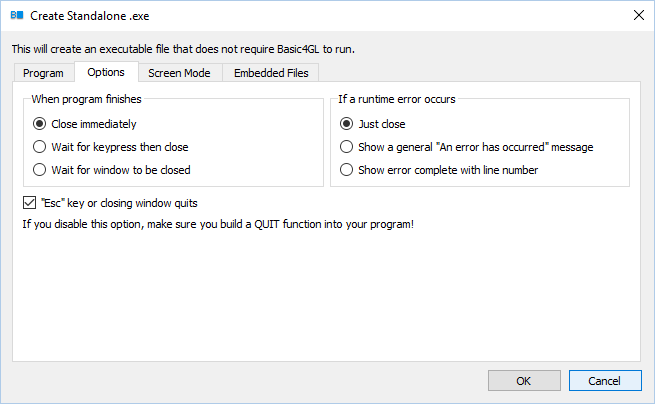 Create Standalone .exe
This will create an executable file that does not require Basic4GL to run.
Program Options Screen Mode Embedded Files
When program finishes
Close immediately
Wait for keypress then close
Wait for window to be closed
If a runtime error occurs
Just close
Show a general "An error has occurred" message
Show error complete with line number
"Esc" key or closing window quits
If you disable this option, make sure you build a QUIT function into your program!
OK Cancel